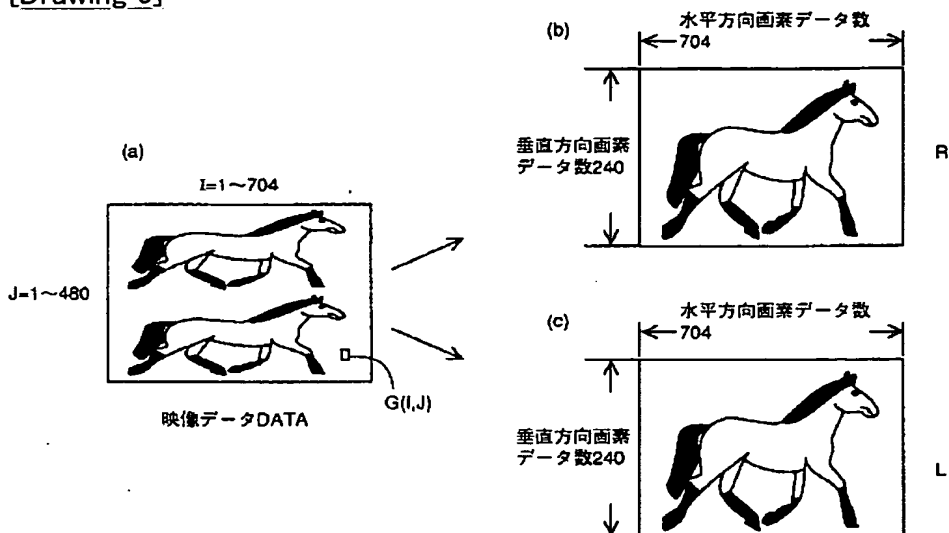 (a)
I=1～704
J=1～480
G(I,J)
映像データDATA
(b)
水平方向画素データ数
704
垂直方向画素
データ数240
R
(c)
水平方向画素データ数
704
垂直方向画素
データ数240
L